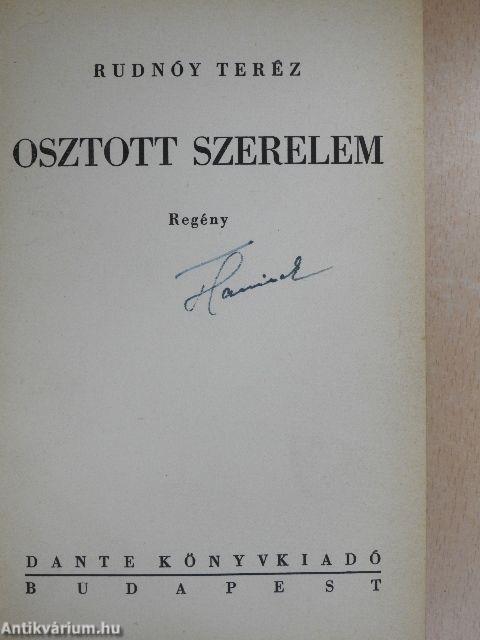 RUDNÓY TERÉZ
OSZTOTT SZERELEM
Regény
DANTE KÖNYVKIADÓ
BUDAPEST
Antikvárium.hu